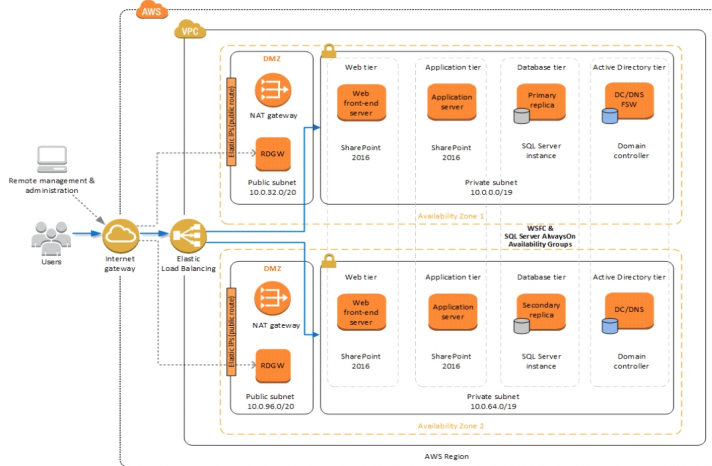 AWS
VPC
DMZ
NAT gateway
RDGW
Elastic IPs (public route)
Public subnet
10.0.32.0/20
Web tier
Application tier
Database tier
Active Directory tier
Web
front-end
server
Application
server
Primary
replica
DC/DNS
FSW
SharePoint
2016
SharePoint
2016
SQL Server
instance
Domain
controller
Private subnet
10.0.0.0/19
Availability Zone 1
Remote management &
administration
Users
Internet
gateway
Elastic
Load Balancing
WSFC &
SQL Server AlwaysOn
Availability Groups
DMZ
NAT gateway
RDGW
Elastic IPs (public route)
Public subnet
10.0.96.0/20
Web tier
Application tier
Database tier
Active Directory tier
Web
front-end
server
Application
server
Secondary
replica
DC/DNS
SharePoint
2016
SharePoint
2016
SQL Server
instance
Domain
controller
Private subnet
10.0.64.0/19
Availability Zone 2
AWS Region